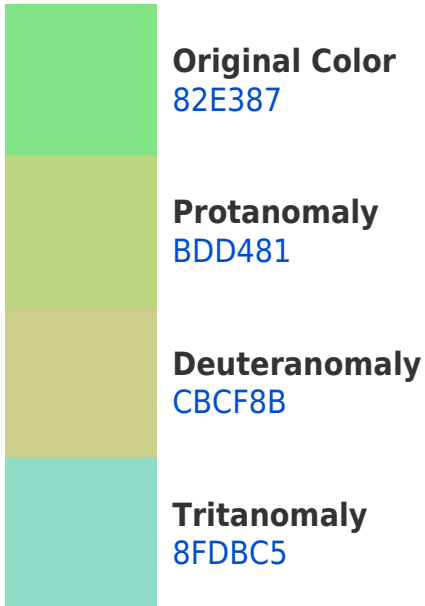 Original Color
82E387
Protanomaly
BDD481
Deuteranomaly
CBCF8B
Tritanomaly
8FDBC5